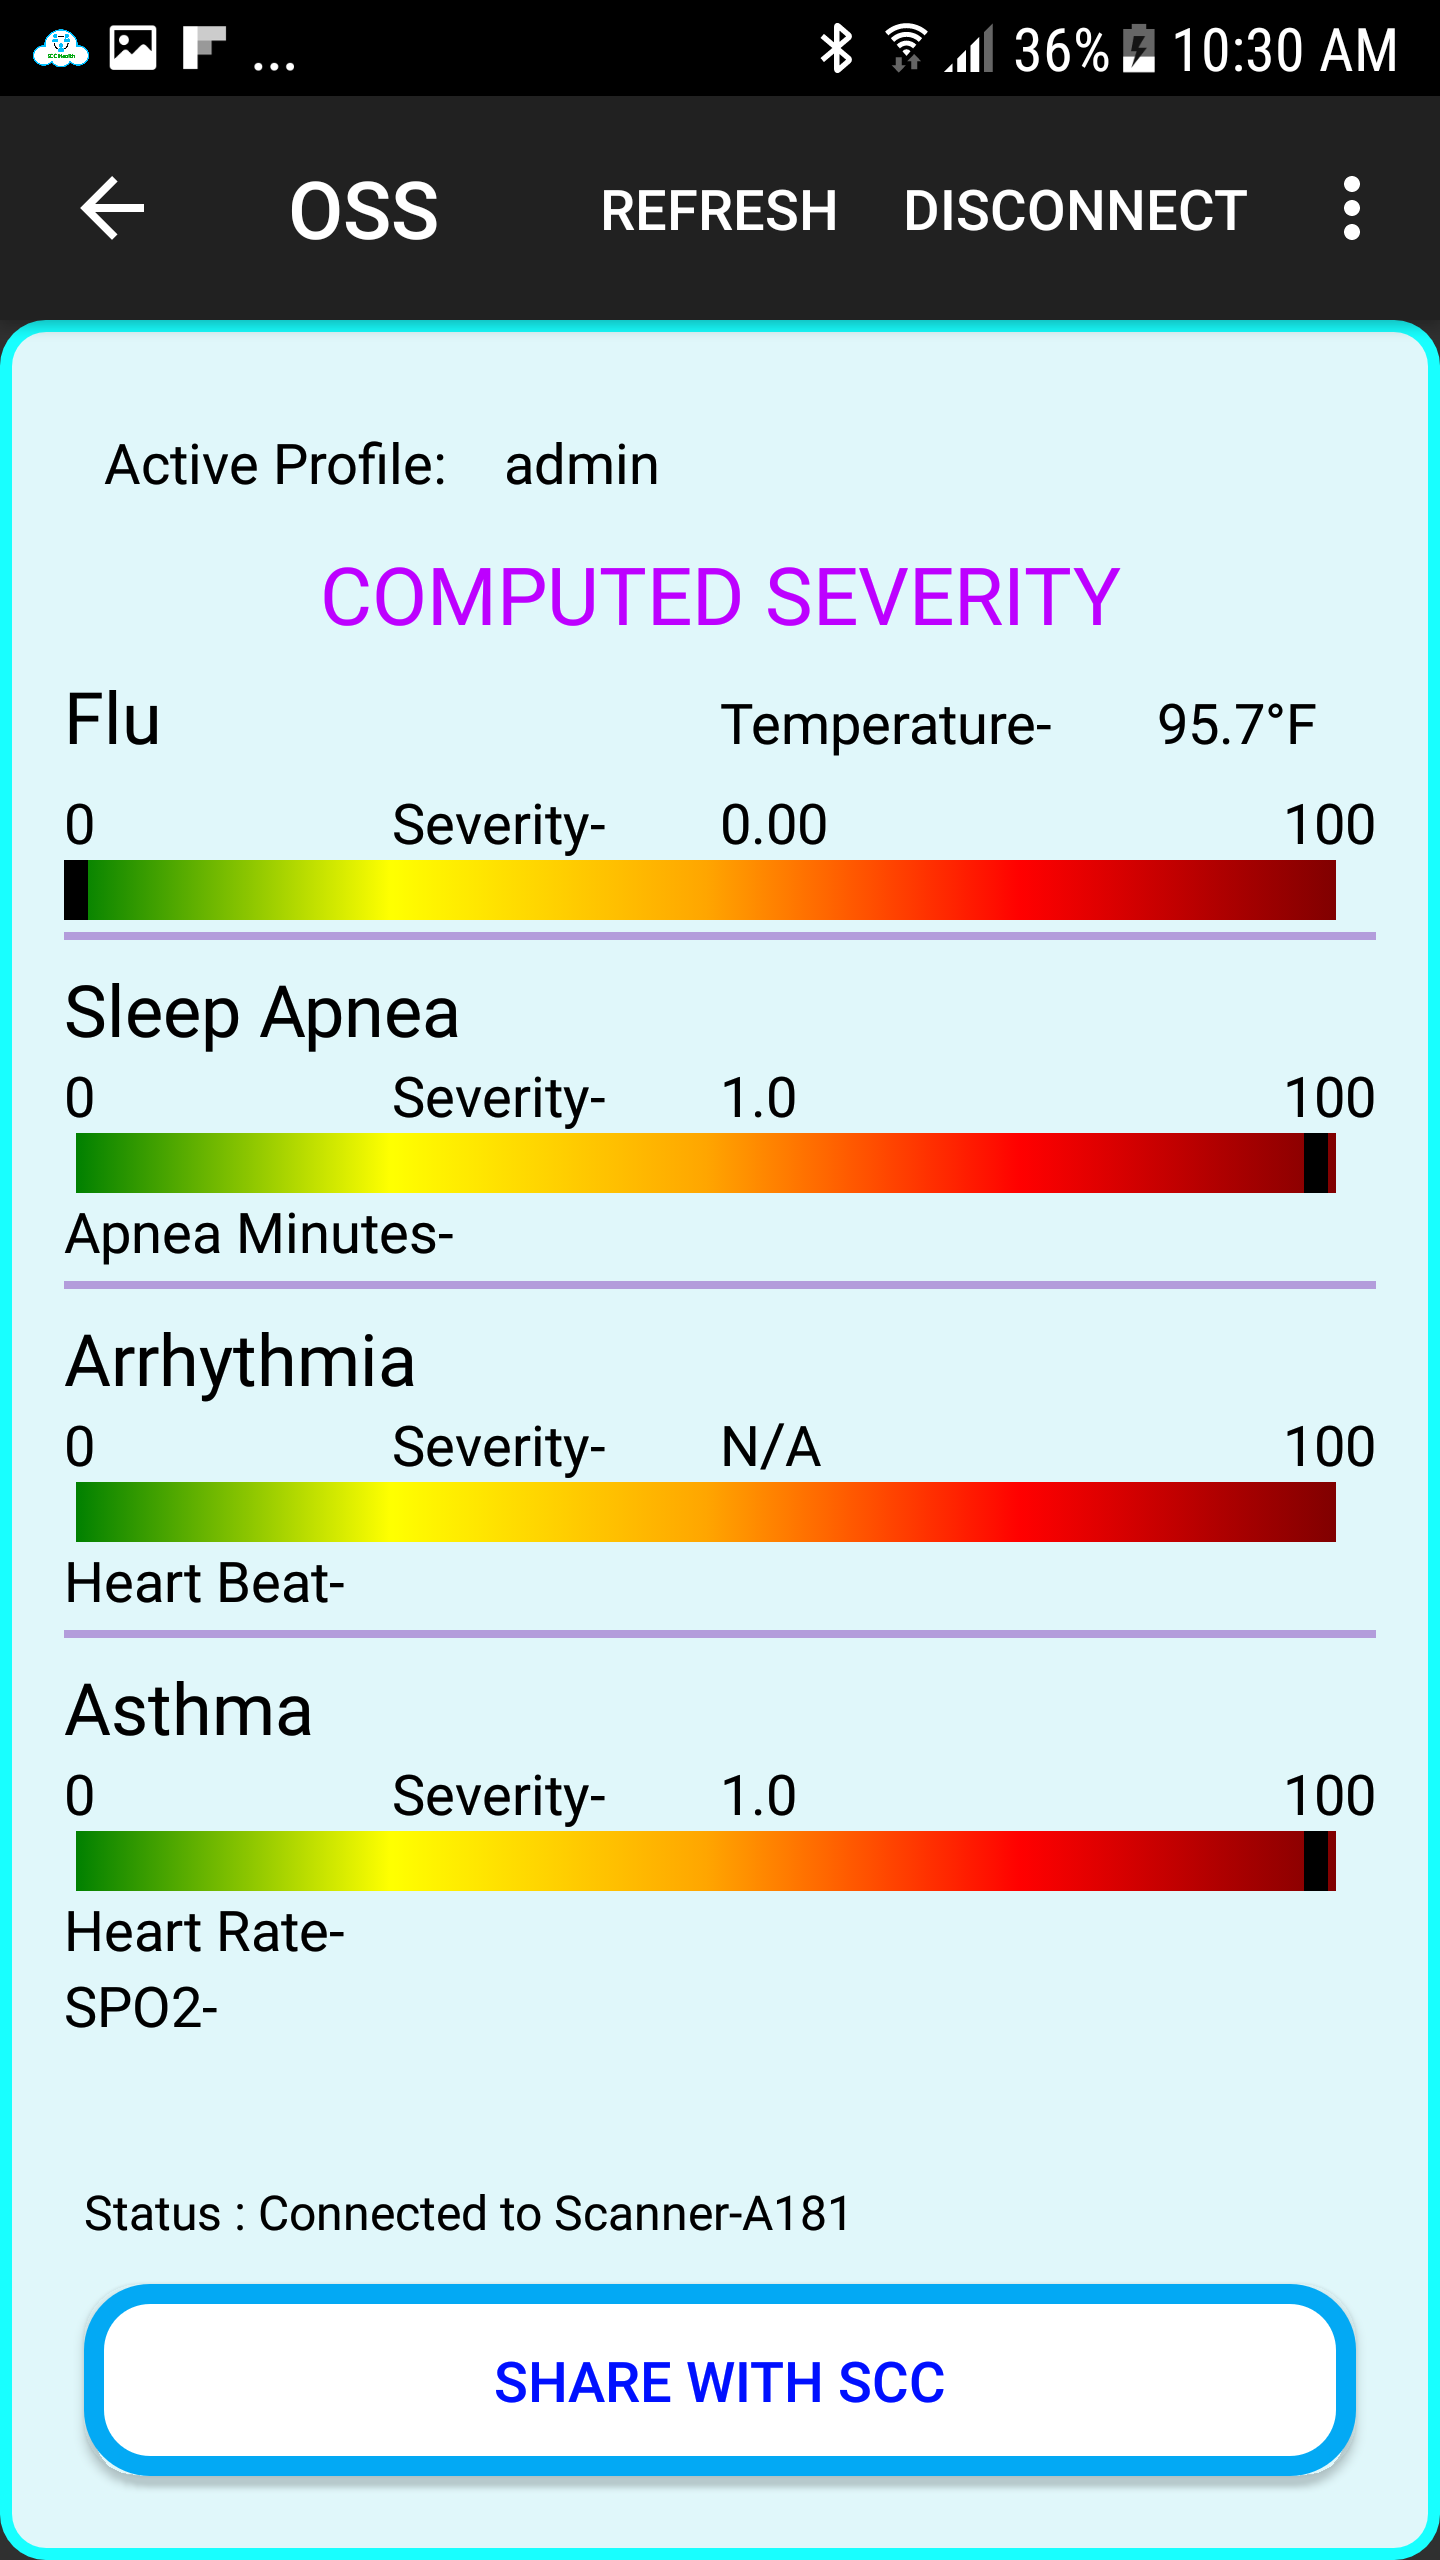 ... 36% 10:30 AM
OSS REFRESH DISCONNECT
Active Profile: admin
COMPUTED SEVERITY
Flu Temperature- 95.7°F
0 Severity- 0.00 100
Sleep Apnea
0 Severity- 1.0 100
Apnea Minutes-
Arrhythmia
0 Severity- N/A 100
Heart Beat-
Asthma
0 Severity- 1.0 100
Heart Rate-
SPO2-
Status : Connected to Scanner-A181
SHARE WITH SCC